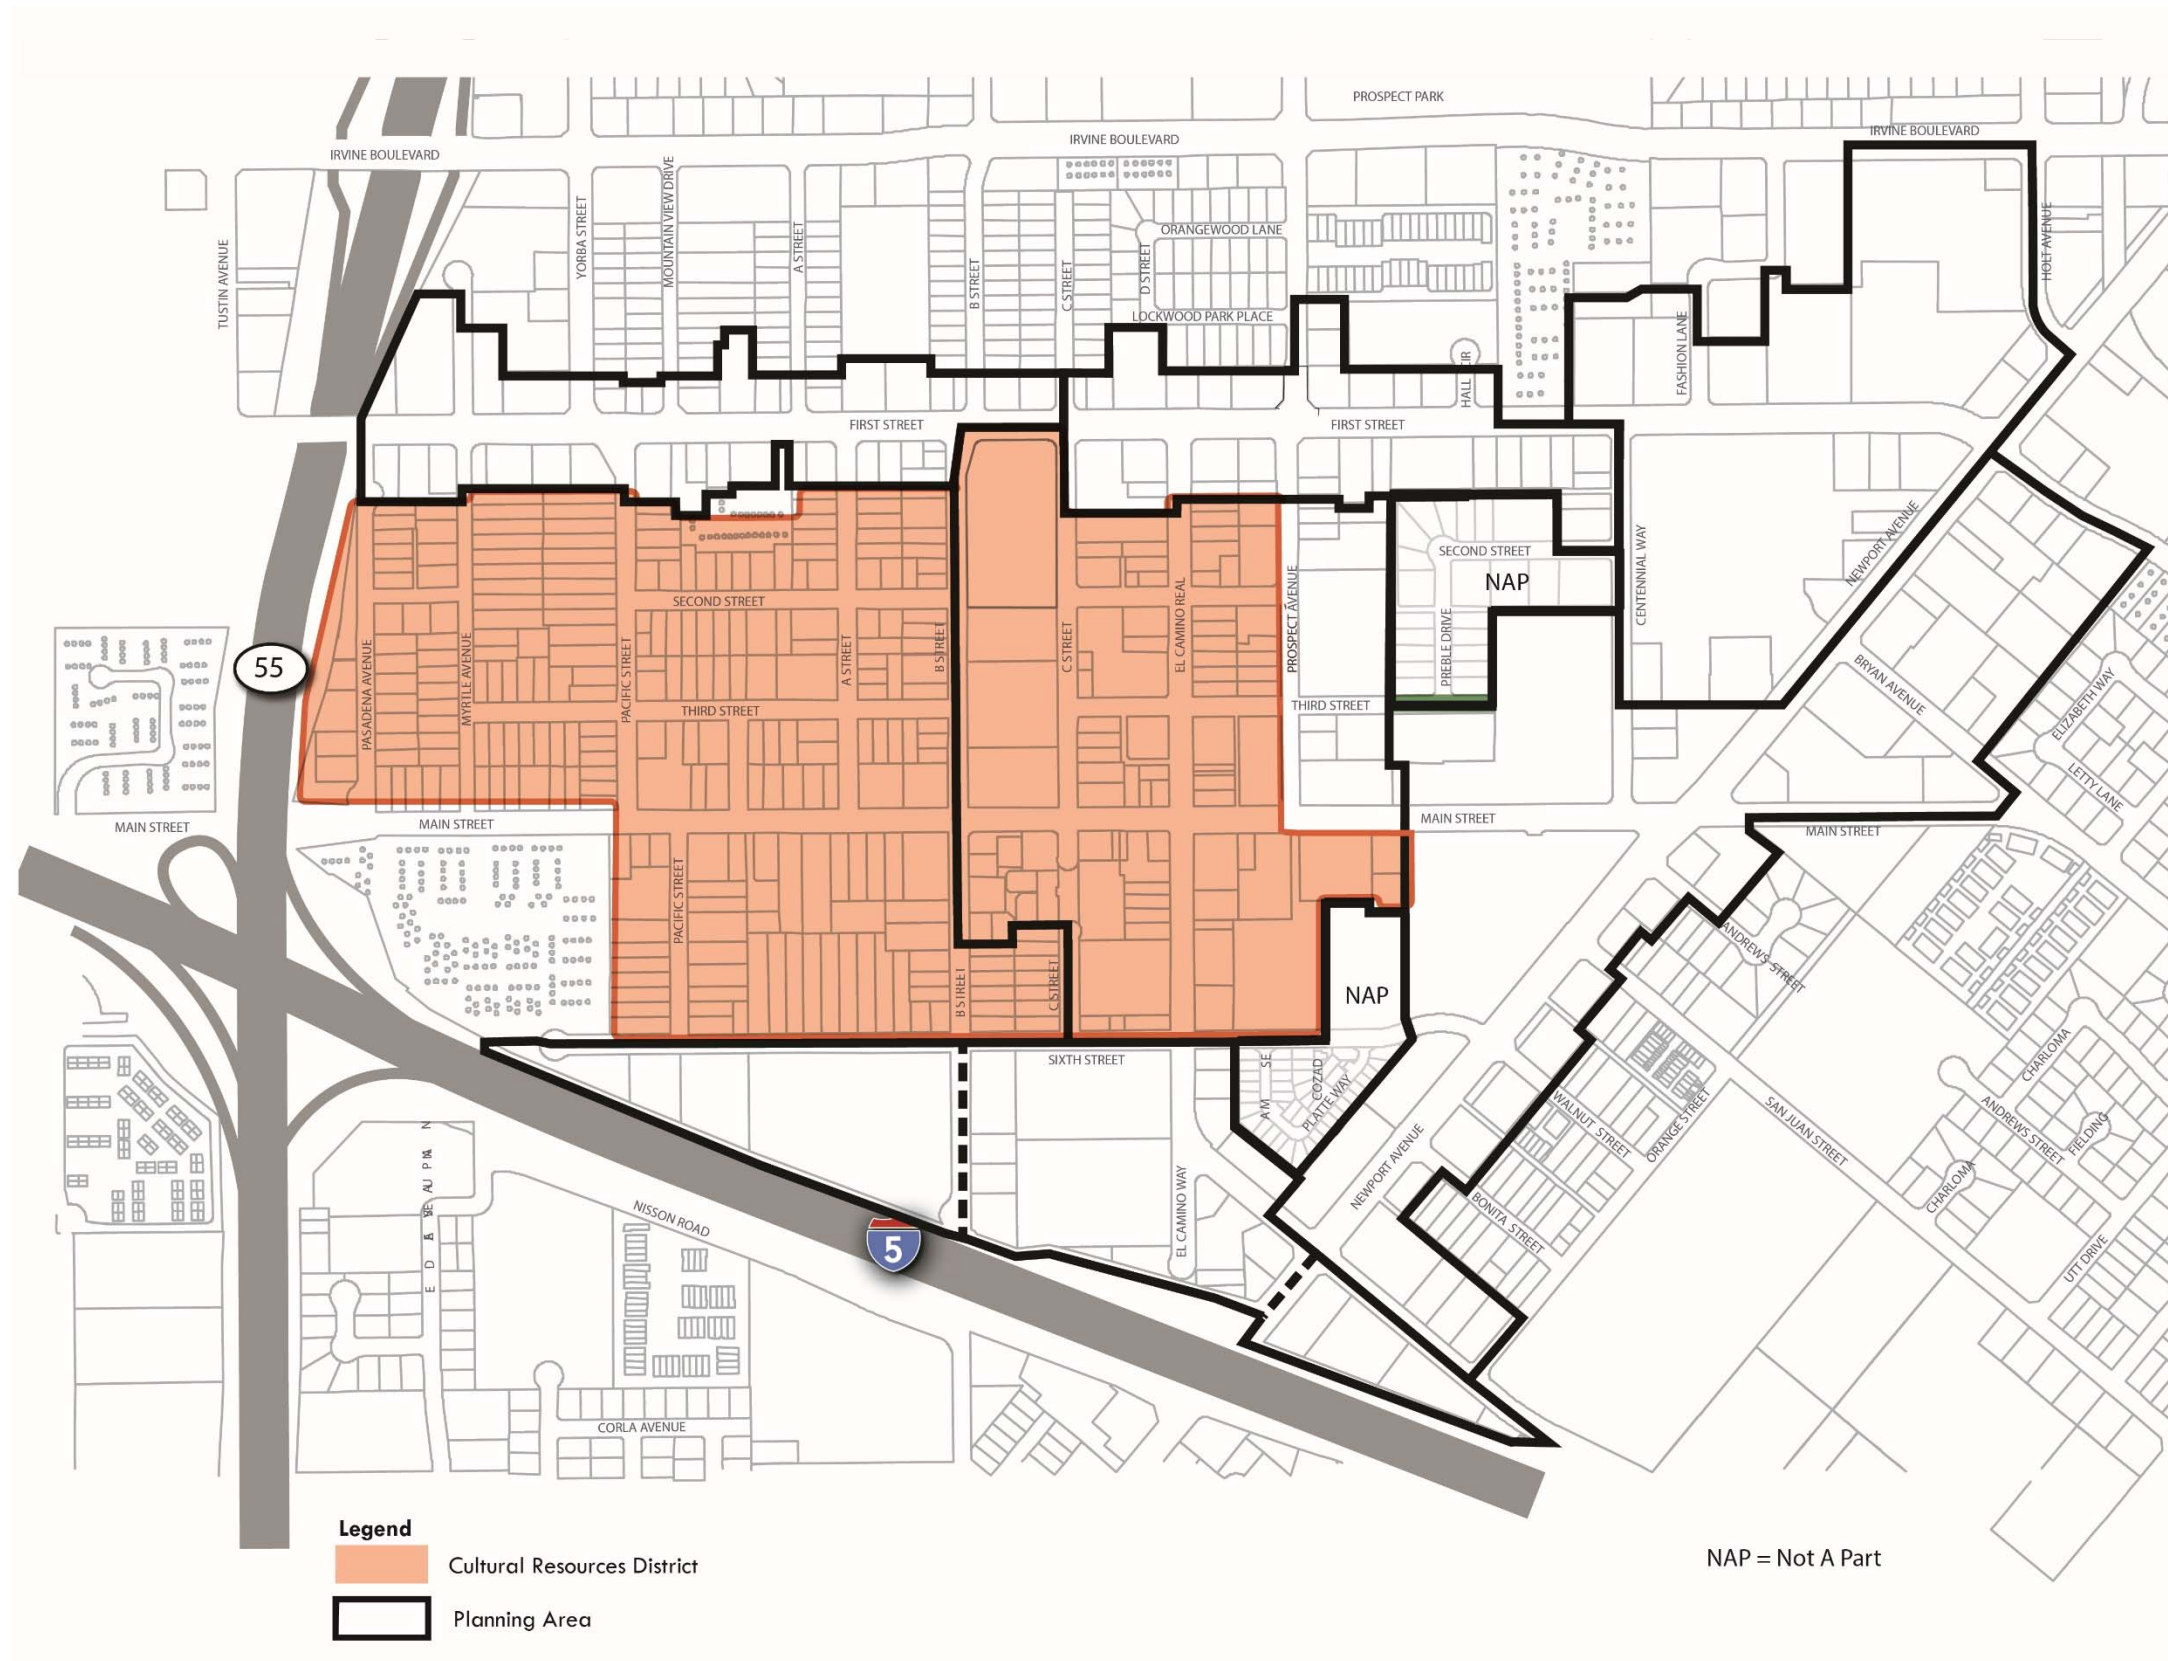 PROSPECT PARK
IRVINE BOULEVARD
IRVINE BOULEVARD
IRVINE BOULEVARD
TUSTIN AVENUE
YORBA STREET
MOUNTAIN VIEW DRIVE
A STREET
B STREET
C STREET
D STREET
ORANGEWOOD LANE
LOCKWOOD PARK PLACE
HALL CIR
FASHION LANE
HOLT AVENUE
FIRST STREET
FIRST STREET
SECOND STREET
SECOND STREET
NAP
PREBLE DRIVE
CENTENNIAL WAY
NEWPORT AVENUE
BRYAN AVENUE
ELIZABETH WAY
LETTY LANE
55
PASADENA AVENUE
MYRTLE AVENUE
PACIFIC STREET
A STREET
B STREET
C STREET
EL CAMINO REAL
PROSPECT AVENUE
THIRD STREET
THIRD STREET
MAIN STREET
MAIN STREET
MAIN STREET
MAIN STREET
PACIFIC STREET
B STREET
C STREET
NAP
ANDREWS STREET
SIXTH STREET
COZAD
PLATTE WAY
NEWPORT AVENUE
WALNUT STREET
ORANGE STREET
SAN JUAN STREET
CHARLOMA
ANDREWS STREET
FIELDING
CHARLOMA
UTT DRIVE
BONITA STREET
EL CAMINO WAY
NISSON ROAD
5
CORLA AVENUE
Legend
Cultural Resources District
Planning Area
NAP = Not A Part